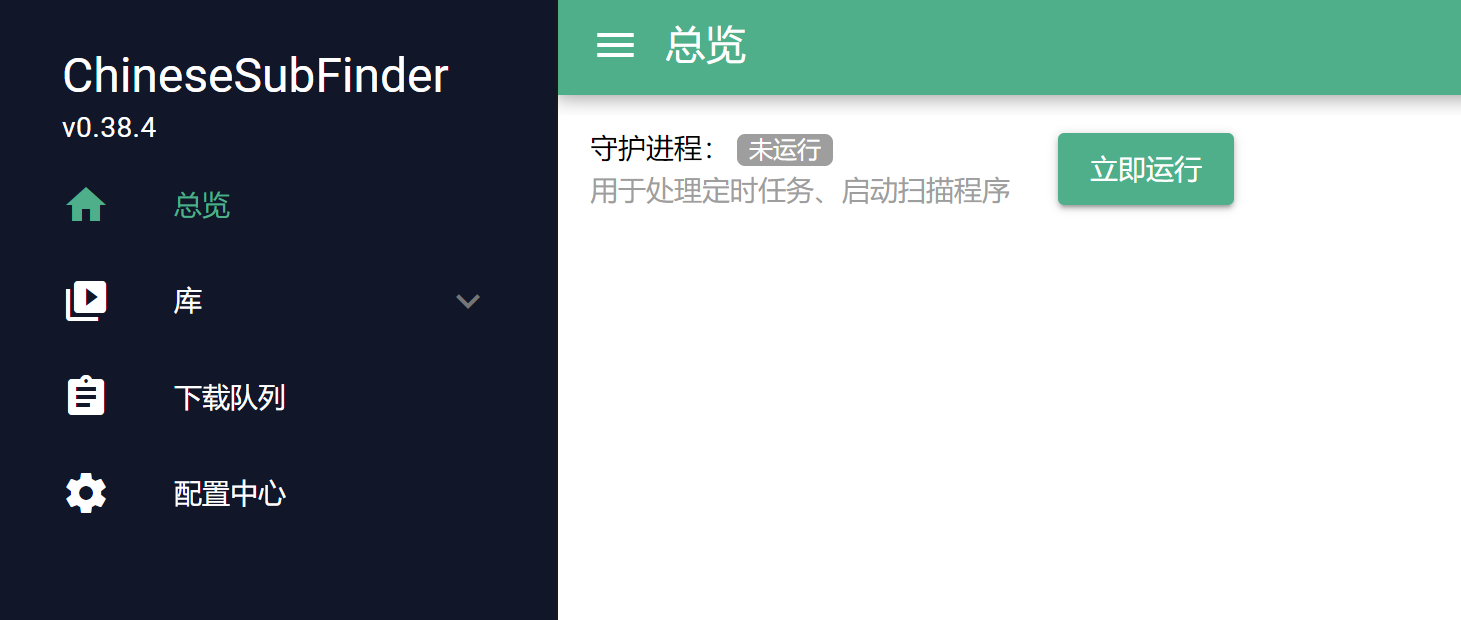 ChineseSubFinder
v0.38.4
总览
库
下载队列
配置中心
总览
守护进程： 未运行
用于处理定时任务、启动扫描程序
立即运行